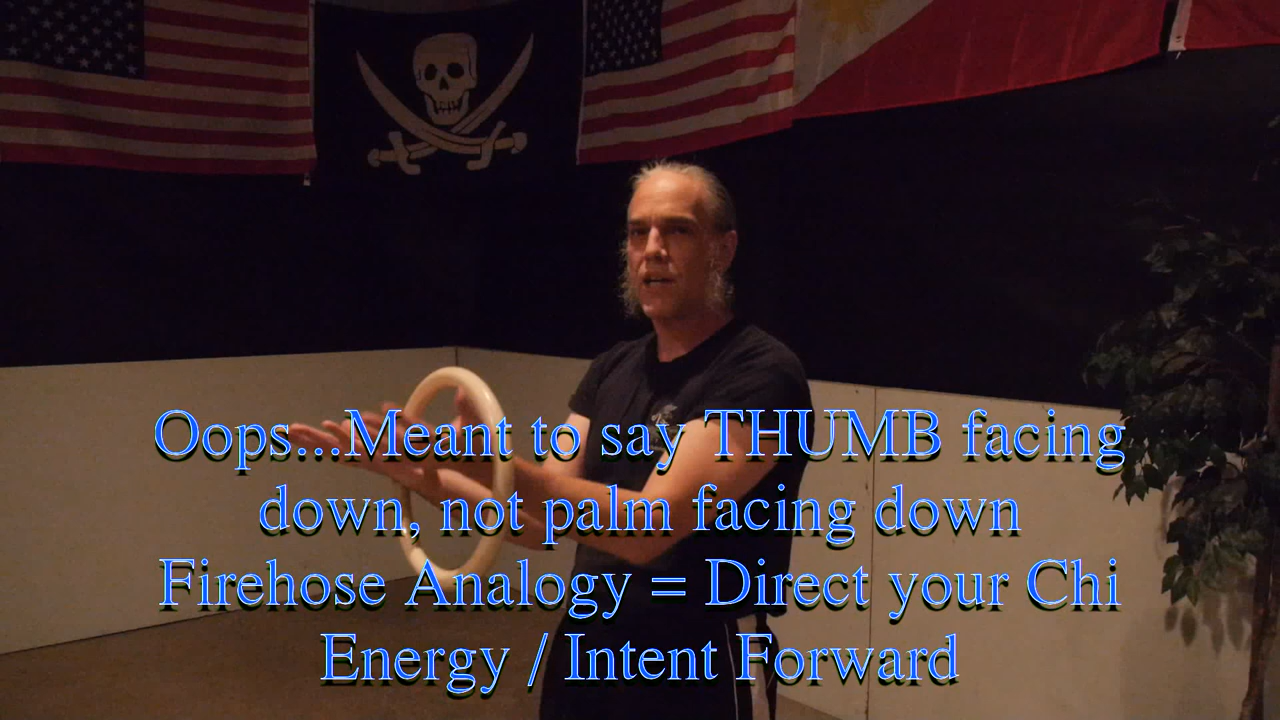 Oops...Meant to say THUMB facing
down, not palm facing down
Firehose Analogy = Direct your Chi
Energy / Intent Forward